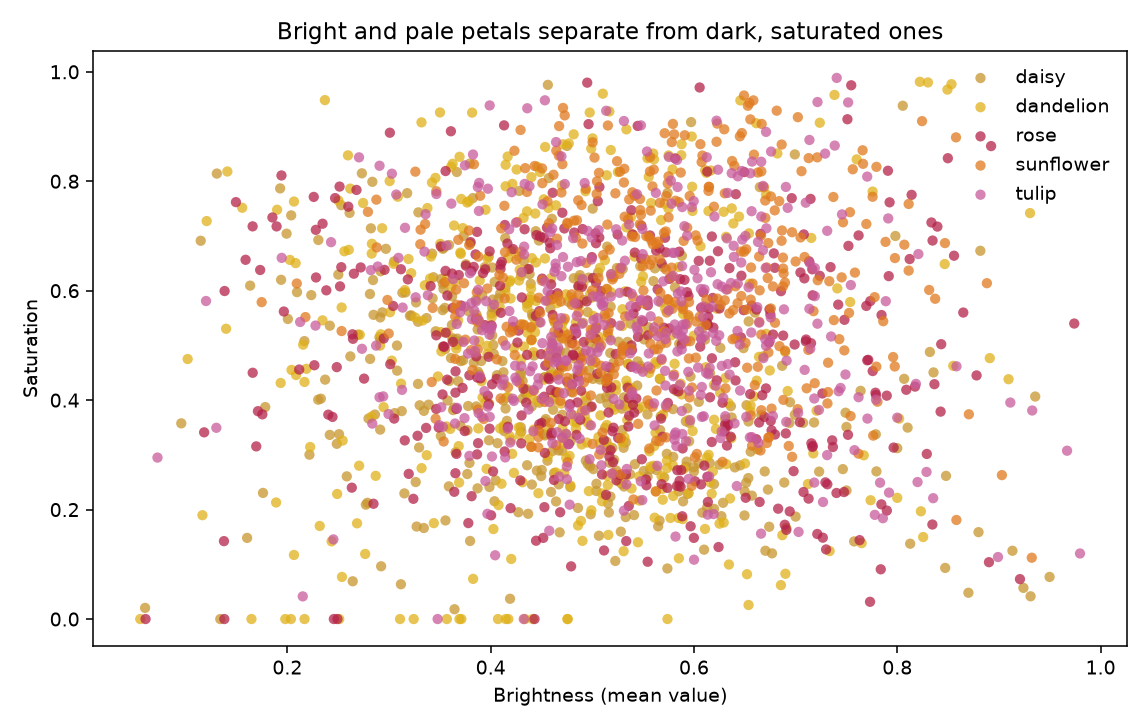 Bright and pale petals separate from dark, saturated ones
daisy
dandelion
rose
sunflower
tulip
Saturation
1.0
0.8
0.6
0.4
0.2
0.0
0.2
0.4
0.6
0.8
1.0
Brightness (mean value)